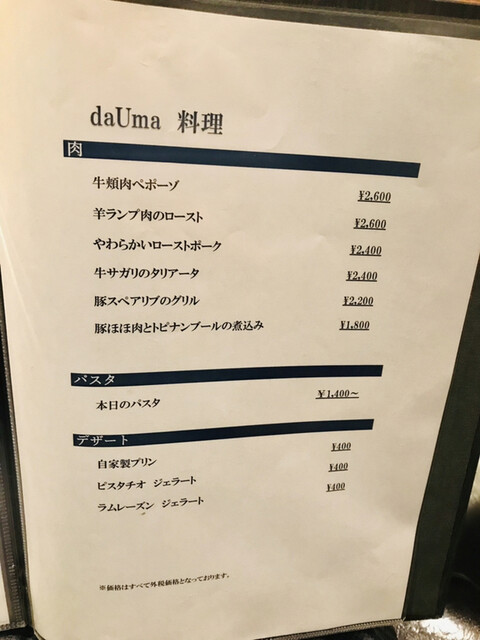 daUma 料理
肉
牛頬肉ペポーゾ ¥2,600
羊ランプ肉のロースト ¥2,600
やわらかいローストポーク ¥2,400
牛サガリのタリアータ ¥2,400
豚スペアリブのグリル ¥2,200
豚ほほ肉とトピナンブールの煮込み ¥1,800
パスタ
本日のパスタ ¥1,400～
デザート
自家製プリン ¥400
ピスタチオ ジェラート ¥400
ラムレーズン ジェラート ¥400
※価格はすべて外税価格となっております。